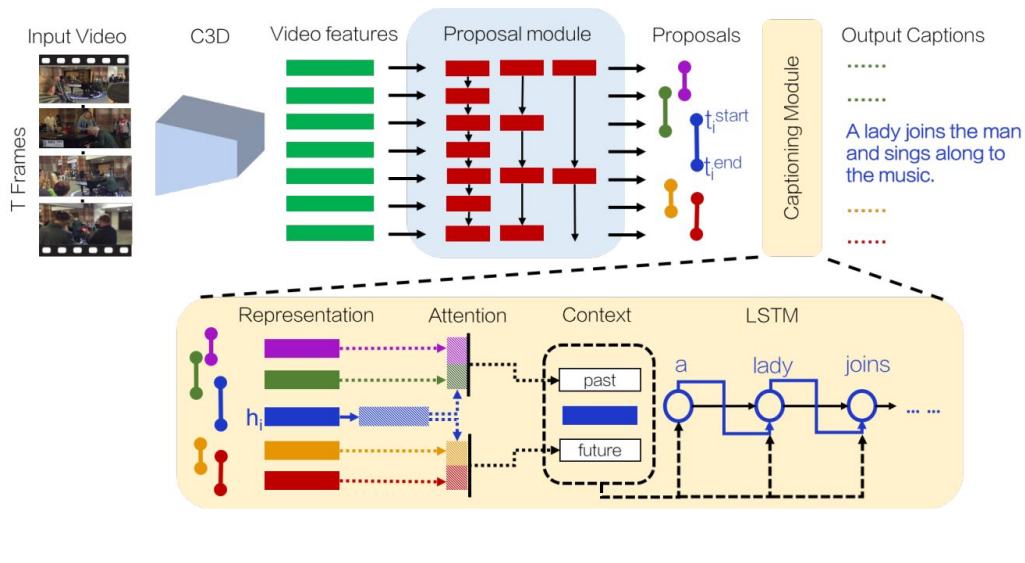 Input Video
C3D
Video features
Proposal module
Proposals
Captioning Module
Output Captions
T Frames
t_i^start
t_i^end
A lady joins the man
and sings along to
the music.
Representation
Attention
Context
LSTM
h_i
past
future
a
lady
joins
... ...